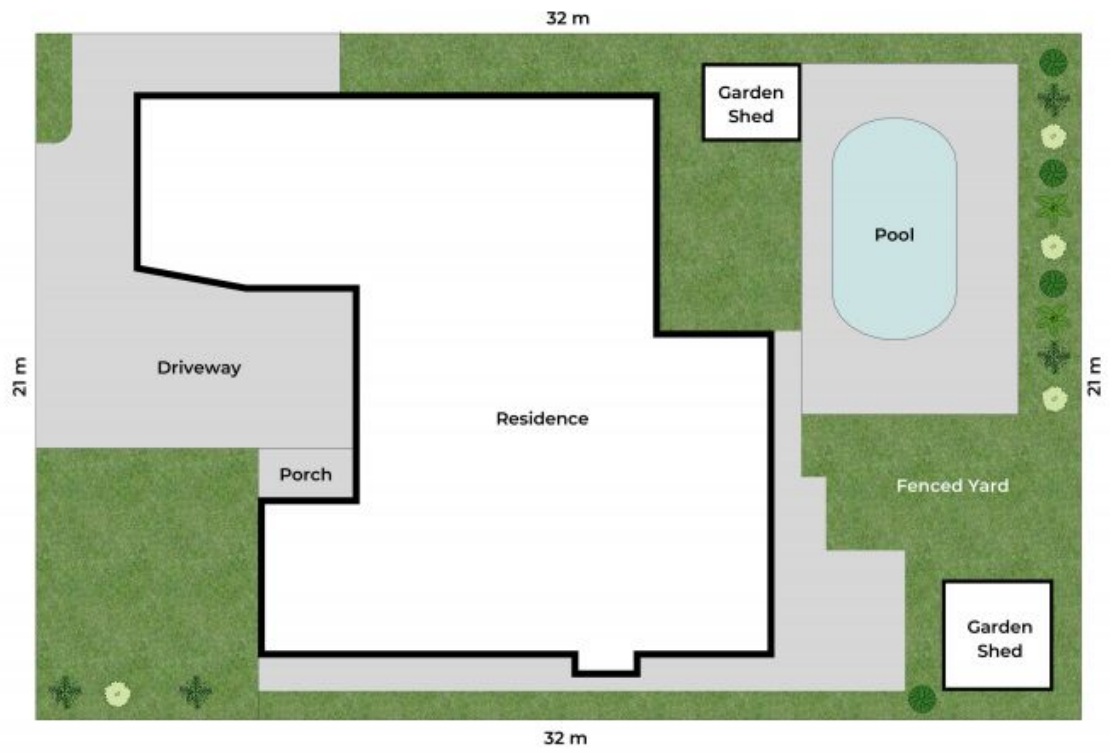 32 m
Garden
Shed
Pool
Driveway
21 m
21 m
Residence
Porch
Fenced Yard
Garden
Shed
32 m